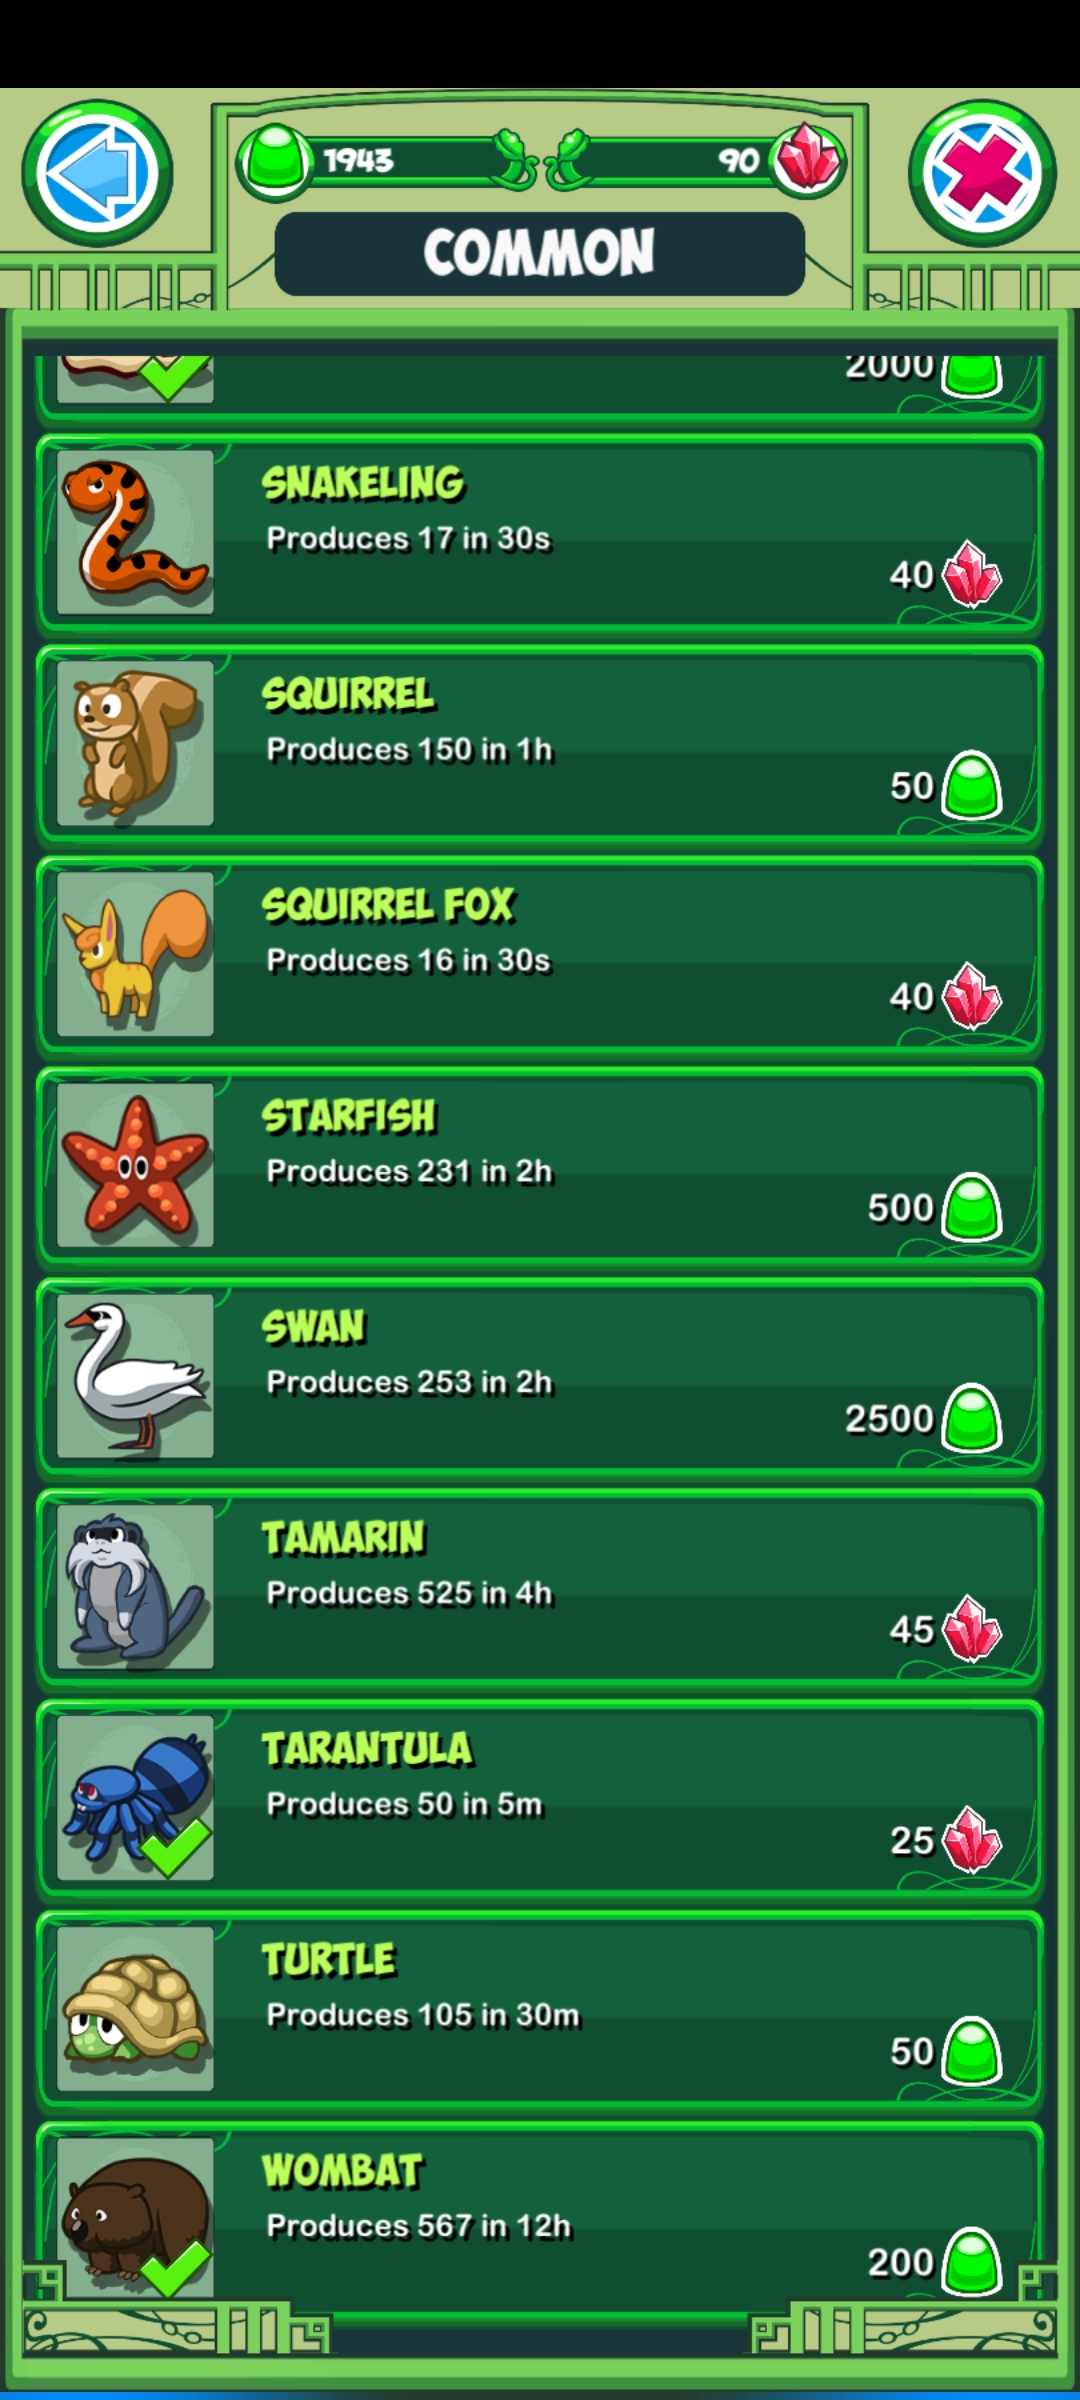 1943
90
COMMON
2000
SNAKELING
Produces 17 in 30s
40
SQUIRREL
Produces 150 in 1h
50
SQUIRREL FOX
Produces 16 in 30s
40
STARFISH
Produces 231 in 2h
500
SWAN
Produces 253 in 2h
2500
TAMARIN
Produces 525 in 4h
45
TARANTULA
Produces 50 in 5m
25
TURTLE
Produces 105 in 30m
50
WOMBAT
Produces 567 in 12h
200